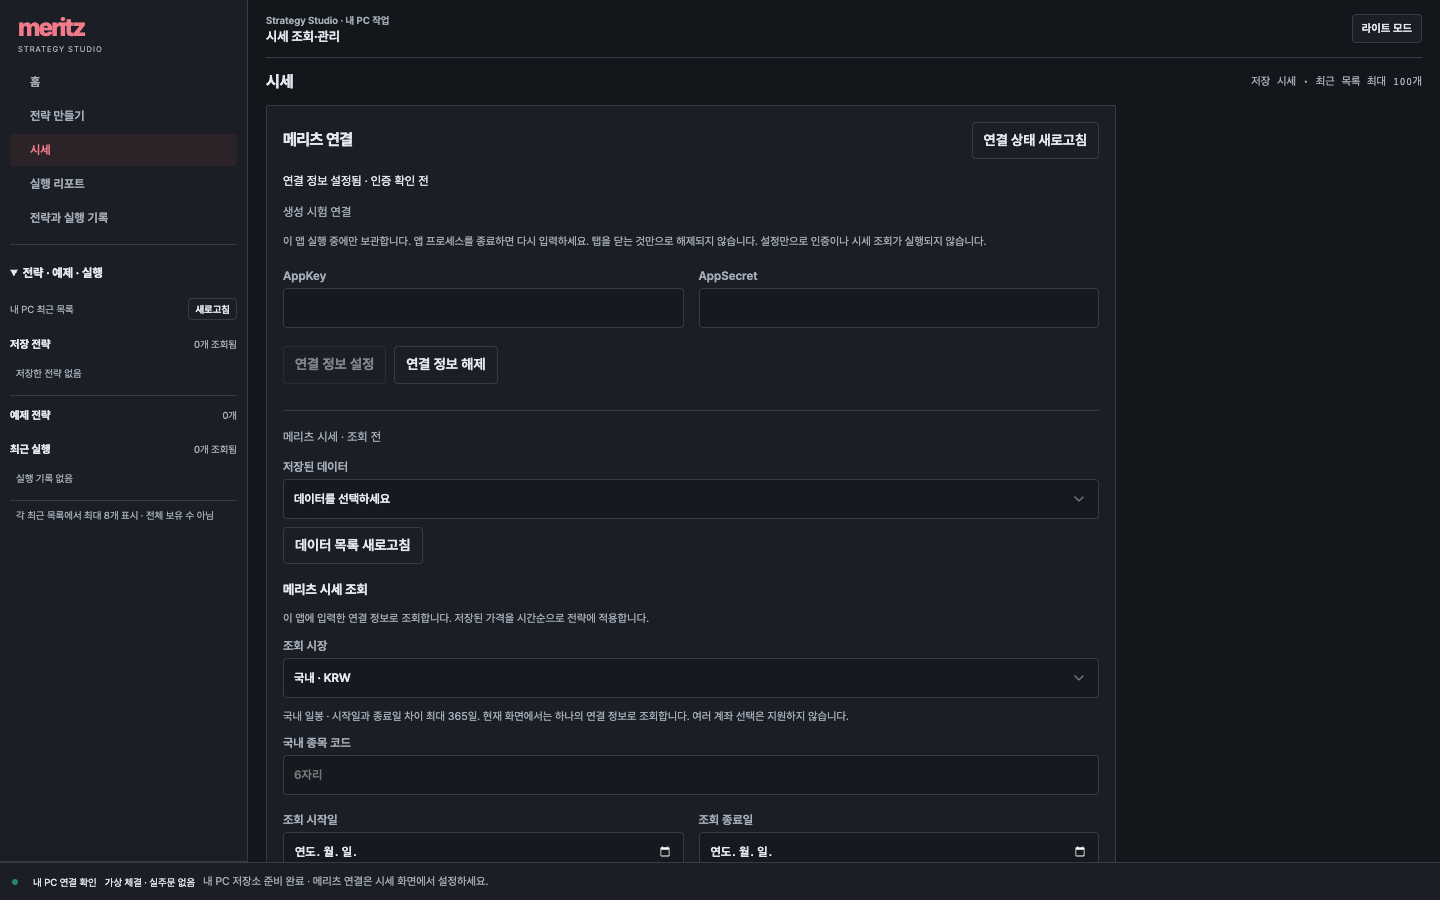 meritz
STRATEGY STUDIO
홈
전략 만들기
시세
실행 리포트
전략과 실행 기록
▼ 전략 · 예제 · 실행
내 PC 최근 목록
새로고침
저장 전략
0개 조회됨
저장한 전략 없음
예제 전략
0개
최근 실행
0개 조회됨
실행 기록 없음
각 최근 목록에서 최대 8개 표시 · 전체 보유 수 아님
Strategy Studio · 내 PC 작업
시세 조회·관리
라이트 모드
시세
저장 시세 · 최근 목록 최대 100개
메리츠 연결
연결 상태 새로고침
연결 정보 설정됨 · 인증 확인 전
생성 시험 연결
이 앱 실행 중에만 보관합니다. 앱 프로세스를 종료하면 다시 입력하세요. 탭을 닫는 것만으로 해제되지 않습니다. 설정만으로 인증이나 시세 조회가 실행되지 않습니다.
AppKey
AppSecret
연결 정보 설정
연결 정보 해제
메리츠 시세 · 조회 전
저장된 데이터
데이터를 선택하세요
데이터 목록 새로고침
메리츠 시세 조회
이 앱에 입력한 연결 정보로 조회합니다. 저장된 가격을 시간순으로 전략에 적용합니다.
조회 시장
국내 · KRW
국내 일봉 · 시작일과 종료일 차이 최대 365일. 현재 화면에서는 하나의 연결 정보로 조회합니다. 여러 계좌 선택은 지원하지 않습니다.
국내 종목 코드
6자리
조회 시작일
조회 종료일
연도. 월. 일.
연도. 월. 일.
내 PC 연결 확인
가상 체결 · 실주문 없음
내 PC 저장소 준비 완료 · 메리츠 연결은 시세 화면에서 설정하세요.